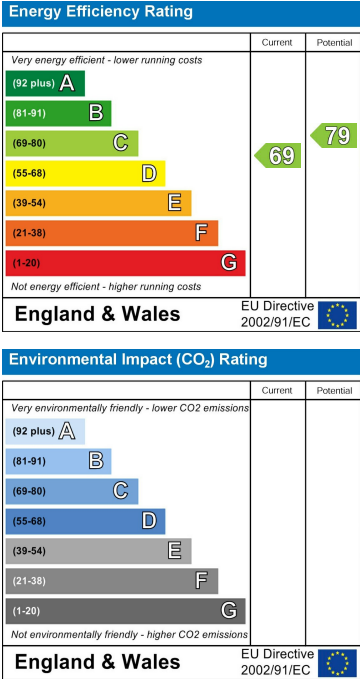 Energy Efficiency Rating
Current Potential
Very energy efficient - lower running costs
(92 plus) A
(81-91) B
(69-80) C
(55-68) D
(39-54) E
(21-38) F
(1-20) G
69
79
Not energy efficient - higher running costs
England & Wales
EU Directive
2002/91/EC
Environmental Impact (CO₂) Rating
Current Potential
Very environmentally friendly - lower CO2 emissions
(92 plus) A
(81-91) B
(69-80) C
(55-68) D
(39-54) E
(21-38) F
(1-20) G
Not environmentally friendly - higher CO2 emissions
England & Wales
EU Directive
2002/91/EC